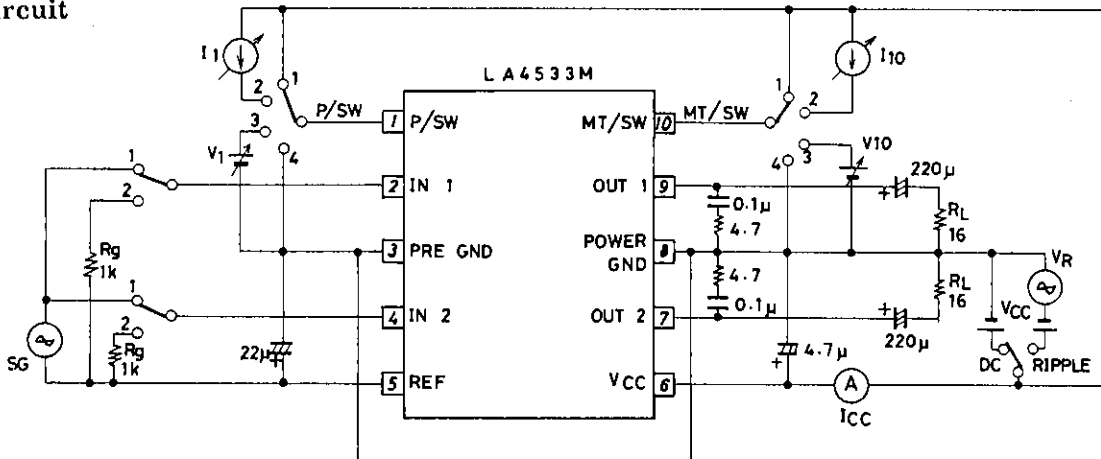 rcuit
I1
I10
LA4533M
1
2
3
4
P/SW
1
P/SW
V1
MT/SW
10
MT/SW
1
2
3
4
V10
1
2
2
IN 1
OUT 1
9
220μ
+
0.1μ
4.7
RL
16
Rg
1k
3
PRE GND
POWER
GND
8
VR
4.7
0.1μ
RL
16
VCC
1
2
4
IN 2
OUT 2
7
+
220μ
SG
Rg
1k
22μ
+
4.7μ
+
DC
RIPPLE
5
REF
VCC
6
A
ICC